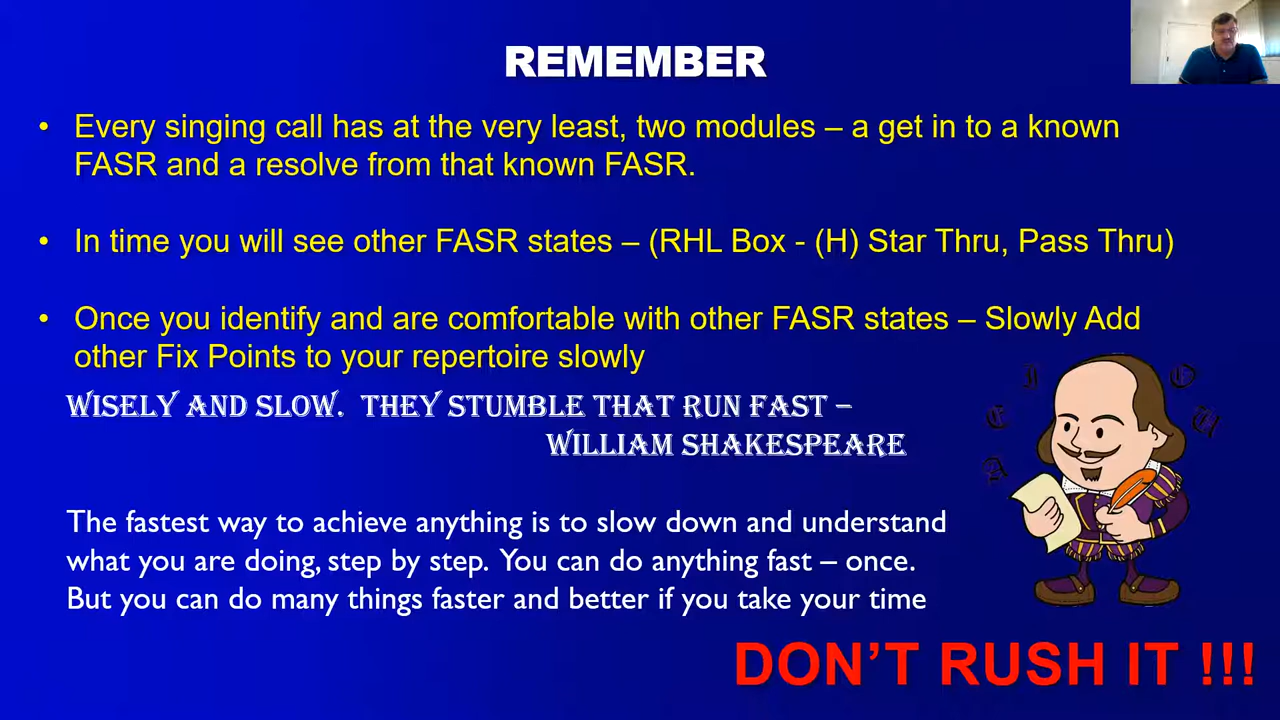 REMEMBER
• Every singing call has at the very least, two modules – a get in to a known
FASR and a resolve from that known FASR.
• In time you will see other FASR states – (RHL Box - (H) Star Thru, Pass Thru)
• Once you identify and are comfortable with other FASR states – Slowly Add
other Fix Points to your repertoire slowly
WISELY AND SLOW. THEY STUMBLE THAT RUN FAST –
WILLIAM SHAKESPEARE
The fastest way to achieve anything is to slow down and understand
what you are doing, step by step. You can do anything fast – once.
But you can do many things faster and better if you take your time
DON'T RUSH IT !!!